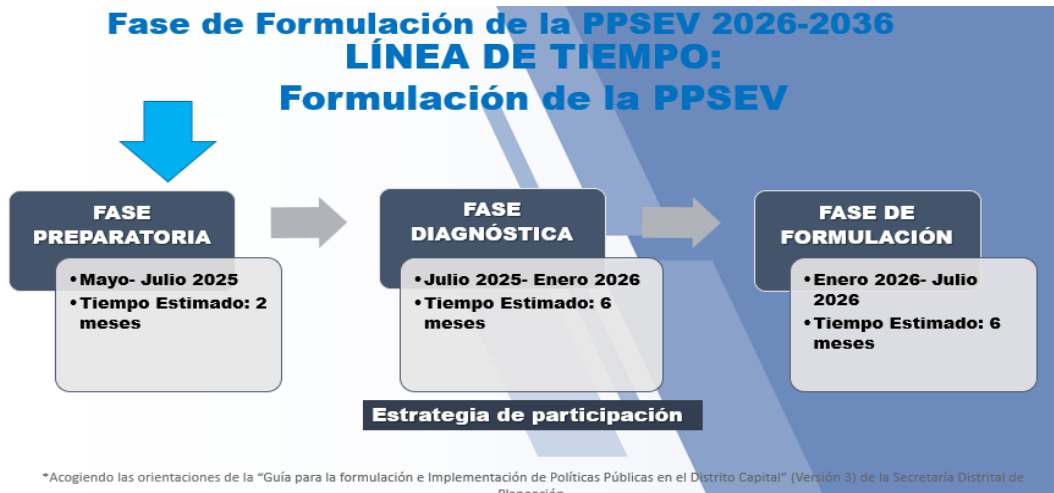 Fase de Formulación de la PPSEV 2026-2036
LÍNEA DE TIEMPO:
Formulación de la PPSEV
FASE
PREPARATORIA
•Mayo- Julio 2025
•Tiempo Estimado: 2
meses
FASE
DIAGNÓSTICA
•Julio 2025- Enero 2026
•Tiempo Estimado: 6
meses
FASE DE
FORMULACIÓN
•Enero 2026- Julio
2026
•Tiempo Estimado: 6
meses
Estrategia de participación
*Acogiendo las orientaciones de la “Guía para la formulación e Implementación de Políticas Públicas en el Distrito Capital” (Versión 3) de la Secretaría Distrital de
Planeación